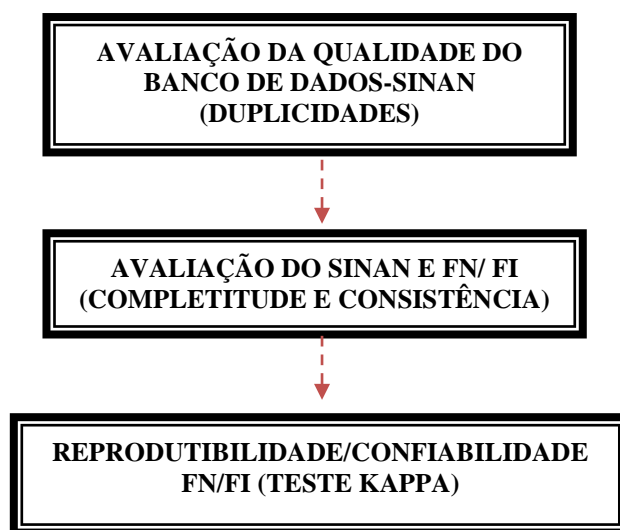 AVALIAÇÃO DA QUALIDADE DO
BANCO DE DADOS-SINAN
(DUPLICIDADES)
AVALIAÇÃO DO SINAN E FN/ FI
(COMPLETITUDE E CONSISTÊNCIA)
REPRODUTIBILIDADE/CONFIABILIDADE
FN/FI (TESTE KAPPA)